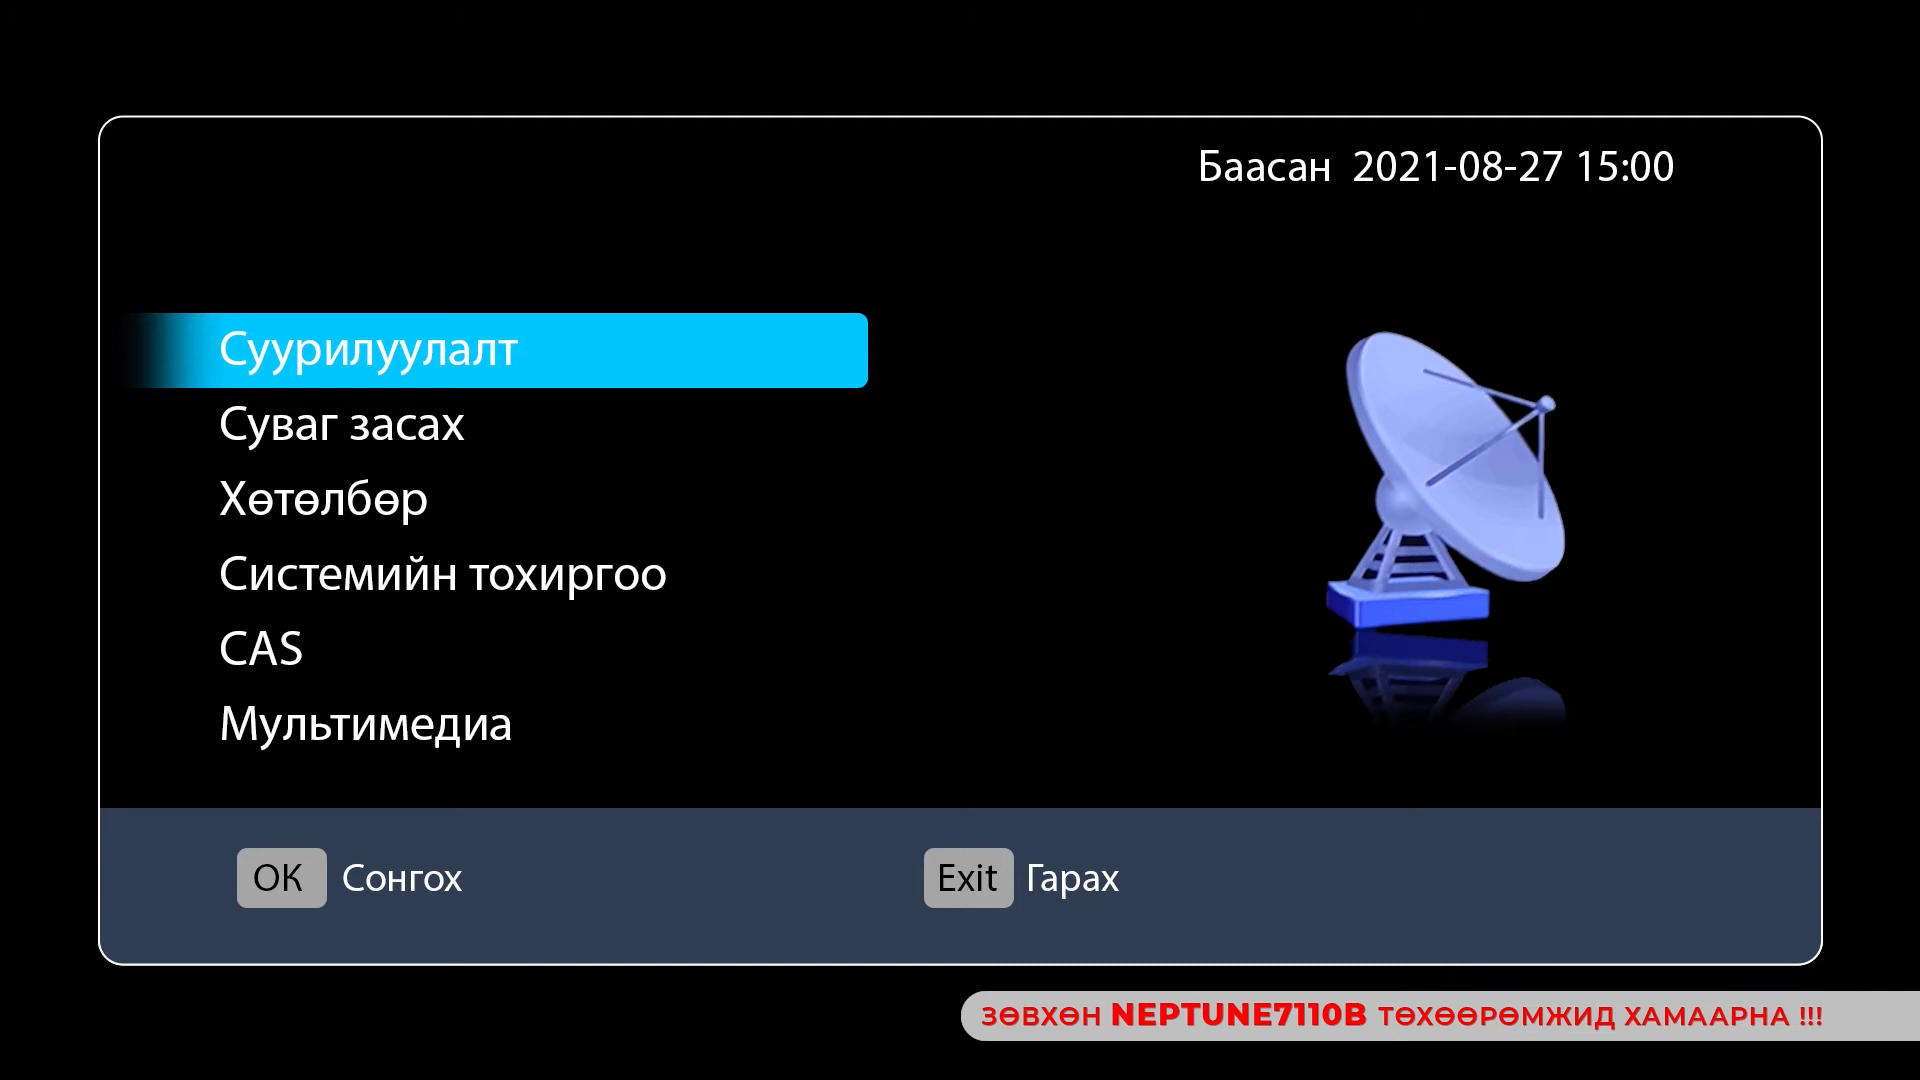 Баасан 2021-08-27 15:00
Суурилуулалт
Суваг засах
Хөтөлбөр
Системийн тохиргоо
CAS
Мультимедиа
OK Сонгох
Exit Гарах
ЗӨВХӨН NEPTUNE7110B ТӨХӨӨРӨМЖИД ХАМААРНА !!!